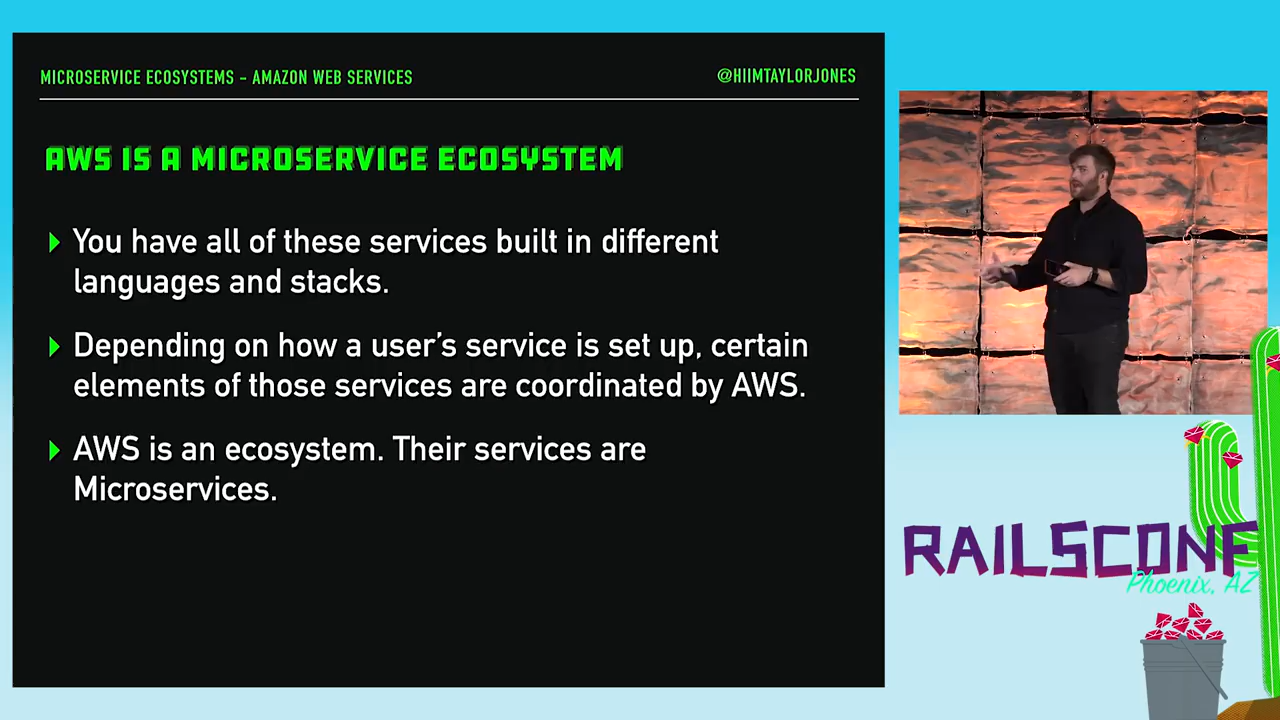 MICROSERVICE ECOSYSTEMS - AMAZON WEB SERVICES
@HIIMTAYLORJONES
AWS IS A MICROSERVICE ECOSYSTEM
You have all of these services built in different
languages and stacks.
Depending on how a user's service is set up, certain
elements of those services are coordinated by AWS.
AWS is an ecosystem. Their services are
Microservices.
RAILSCONF
Phoenix, AZ